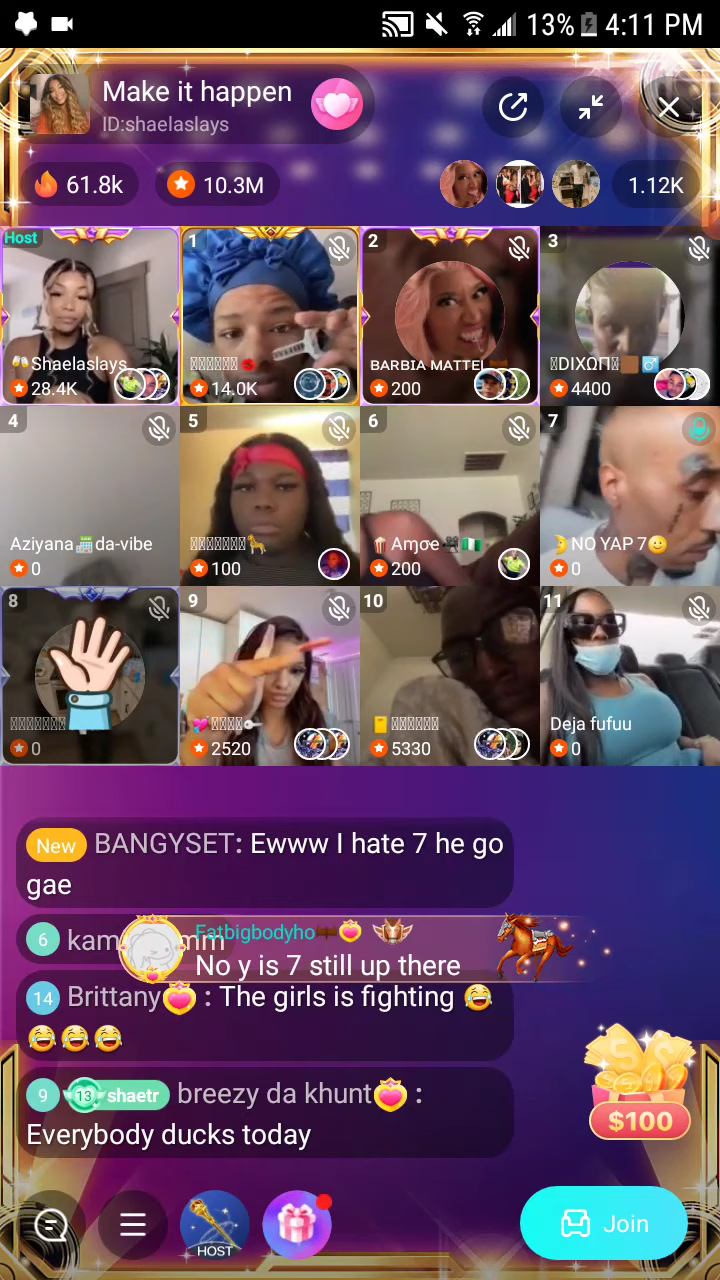 13% 4:11 PM
Make it happen
ID:shaelaslays
61.8k 10.3M 1.12K
Host 1 2 3
🥂Shaelaslays 💋 BARBIA MATTEL DIXΩΠ
28.4K 14.0K 200 4400
4 5 6 7
Aziyana🏪da-vibe 🐆 🍿Aɱσҽ🎥🇳🇬 🌛NO YAP 7🌝
0 100 200 0
8 9 10 11
💘 🗝 📒 Deja fufuu
0 2520 5330 0
New BANGYSET: Ewww I hate 7 he go
gae
Fatbigbodyho
6 kam mm
No y is 7 still up there
14 Brittany : The girls is fighting 😂
😂😂😂
9 13 shaetr breezy da khunt :
Everybody ducks today
$100
HOST
Join